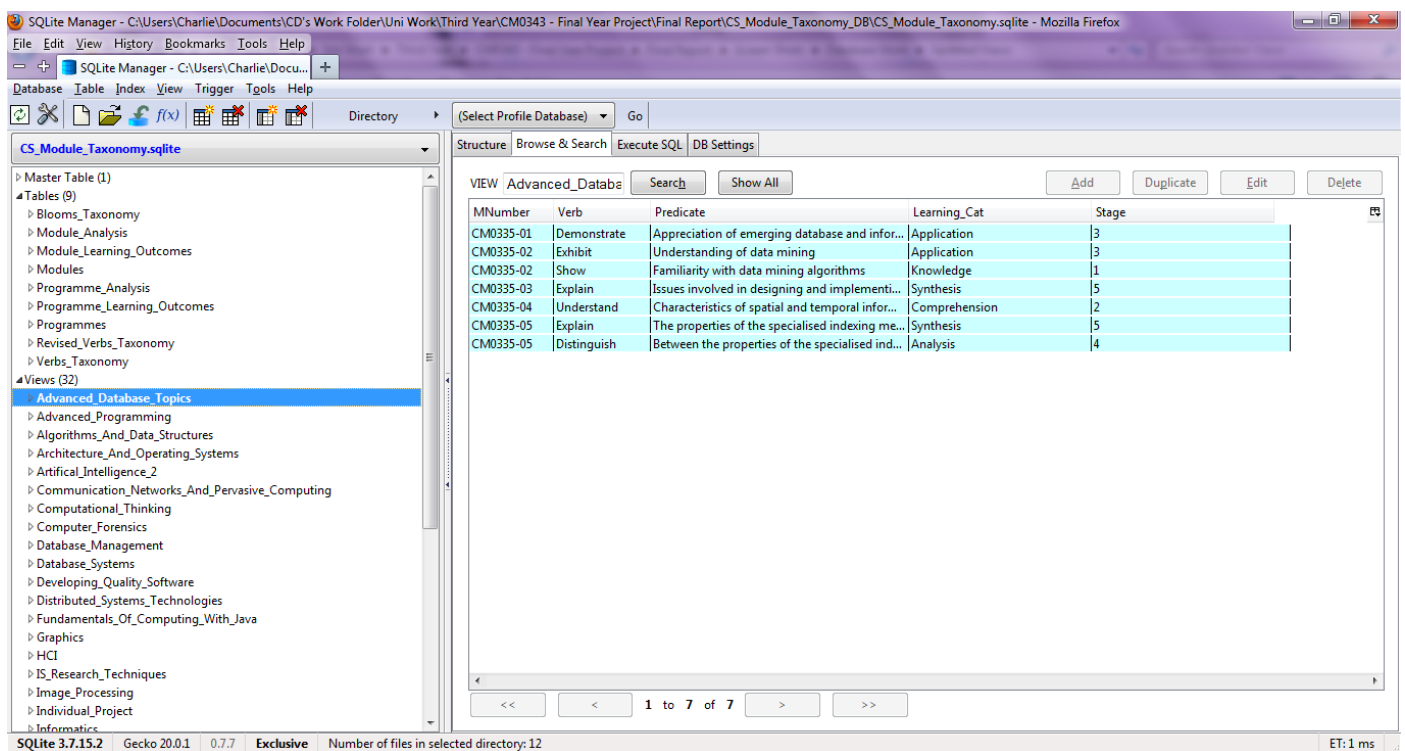 SQLite Manager - C:\Users\Charlie\Documents\CD's Work Folder\Uni Work\Third Year\CM0343 - Final Year Project\Final Report\CS_Module_Taxonomy_DB\CS_Module_Taxonomy.sqlite - Mozilla Firefox
File Edit View History Bookmarks Tools Help
SQLite Manager - C:\Users\Charlie\Docu...
Database Table Index View Trigger Tools Help
f(x) Directory (Select Profile Database) Go
CS_Module_Taxonomy.sqlite
Master Table (1)
Tables (9)
Blooms_Taxonomy
Module_Analysis
Module_Learning_Outcomes
Modules
Programme_Analysis
Programme_Learning_Outcomes
Programmes
Revised_Verbs_Taxonomy
Verbs_Taxonomy
Views (32)
Advanced_Database_Topics
Advanced_Programming
Algorithms_And_Data_Structures
Architecture_And_Operating_Systems
Artifical_Intelligence_2
Communication_Networks_And_Pervasive_Computing
Computational_Thinking
Computer_Forensics
Database_Management
Database_Systems
Developing_Quality_Software
Distributed_Systems_Technologies
Fundamentals_Of_Computing_With_Java
Graphics
HCI
IS_Research_Techniques
Image_Processing
Individual_Project
Informatics
Structure Browse & Search Execute SQL DB Settings
VIEW Advanced_Databa Search Show All Add Duplicate Edit Delete
MNumber Verb Predicate Learning_Cat Stage
CM0335-01 Demonstrate Appreciation of emerging database and infor... Application 3
CM0335-02 Exhibit Understanding of data mining Application 3
CM0335-02 Show Familiarity with data mining algorithms Knowledge 1
CM0335-03 Explain Issues involved in designing and implementi... Synthesis 5
CM0335-04 Understand Characteristics of spatial and temporal infor... Comprehension 2
CM0335-05 Explain The properties of the specialised indexing me... Synthesis 5
CM0335-05 Distinguish Between the properties of the specialised ind... Analysis 4
<< < 1 to 7 of 7 > >>
SQLite 3.7.15.2 Gecko 20.0.1 0.7.7 Exclusive Number of files in selected directory: 12 ET: 1 ms